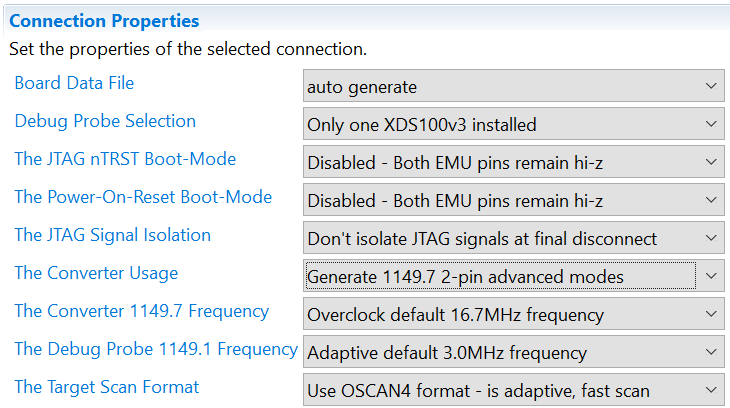 Connection Properties
Set the properties of the selected connection.
Board Data File auto generate
Debug Probe Selection Only one XDS100v3 installed
The JTAG nTRST Boot-Mode Disabled - Both EMU pins remain hi-z
The Power-On-Reset Boot-Mode Disabled - Both EMU pins remain hi-z
The JTAG Signal Isolation Don't isolate JTAG signals at final disconnect
The Converter Usage Generate 1149.7 2-pin advanced modes
The Converter 1149.7 Frequency Overclock default 16.7MHz frequency
The Debug Probe 1149.1 Frequency Adaptive default 3.0MHz frequency
The Target Scan Format Use OSCAN4 format - is adaptive, fast scan